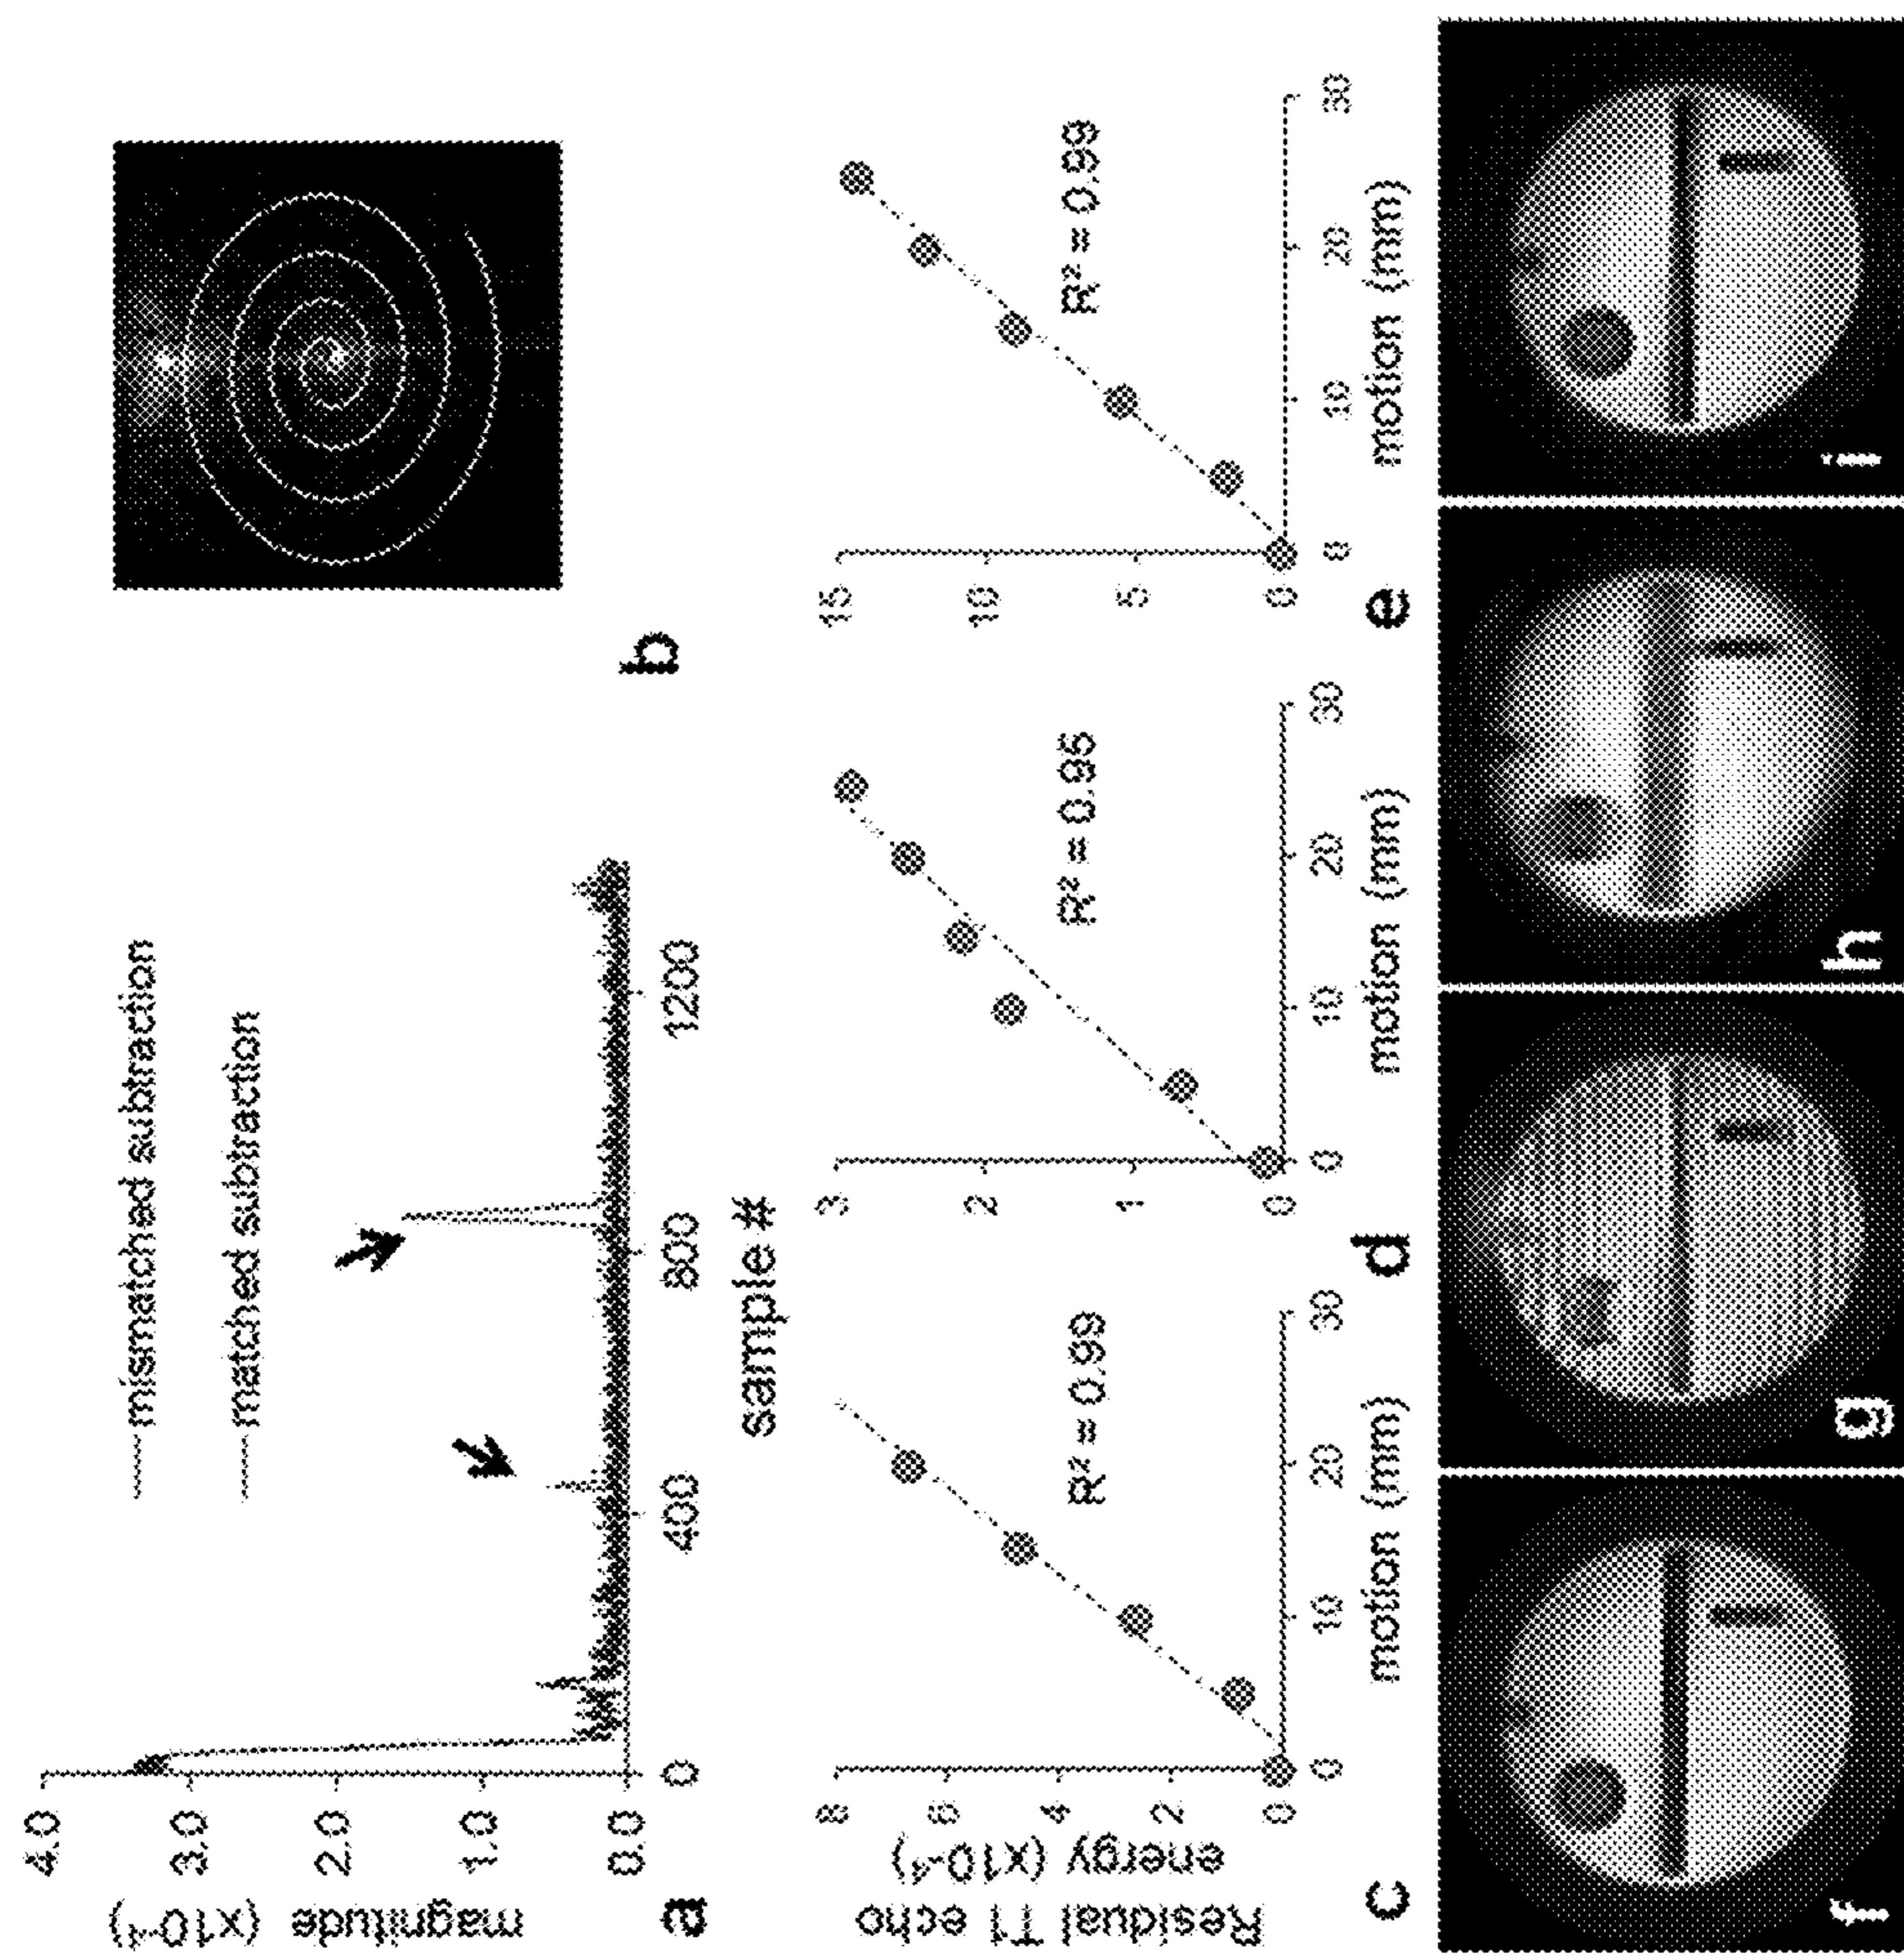 4.0
3.0
2.0
1.0
0.0
magnitude (x10⁻⁴)
mismatched subtraction
matched subtraction
0
400
800
1200
sample #
a
b
8
6
4
2
0
Residual T1 echo
energy (x10⁻⁴)
R² = 0.99
0
10
20
30
motion (mm)
c
3
2
1
0
R² = 0.95
0
10
20
30
motion (mm)
d
15
10
5
0
R² = 0.99
0
10
20
30
motion (mm)
e
f
g
h
i